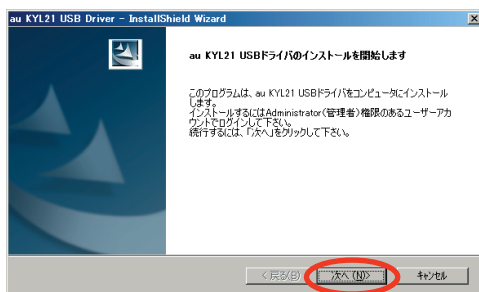 au KYL21 USB Driver - InstallShield Wizard
au KYL21 USBドライバのインストールを開始します
このプログラムは、au KYL21 USBドライバをコンピュータにインストール
します。
インストールするにはAdministrator(管理者)権限のあるユーザーアカ
ウントでログインして下さい。
続行するには、「次へ」をクリックして下さい。
< 戻る(B) 次へ (N)> キャンセル